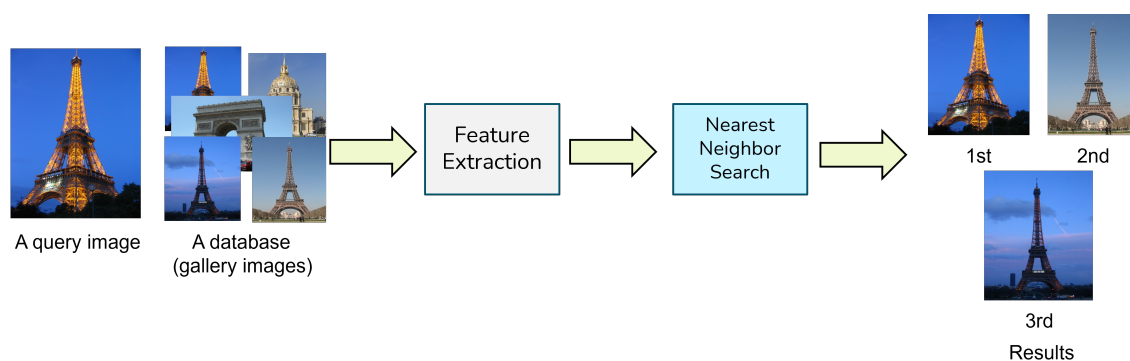 A query image
A database
(gallery images)
Feature
Extraction
Nearest
Neighbor
Search
1st
2nd
3rd
Results